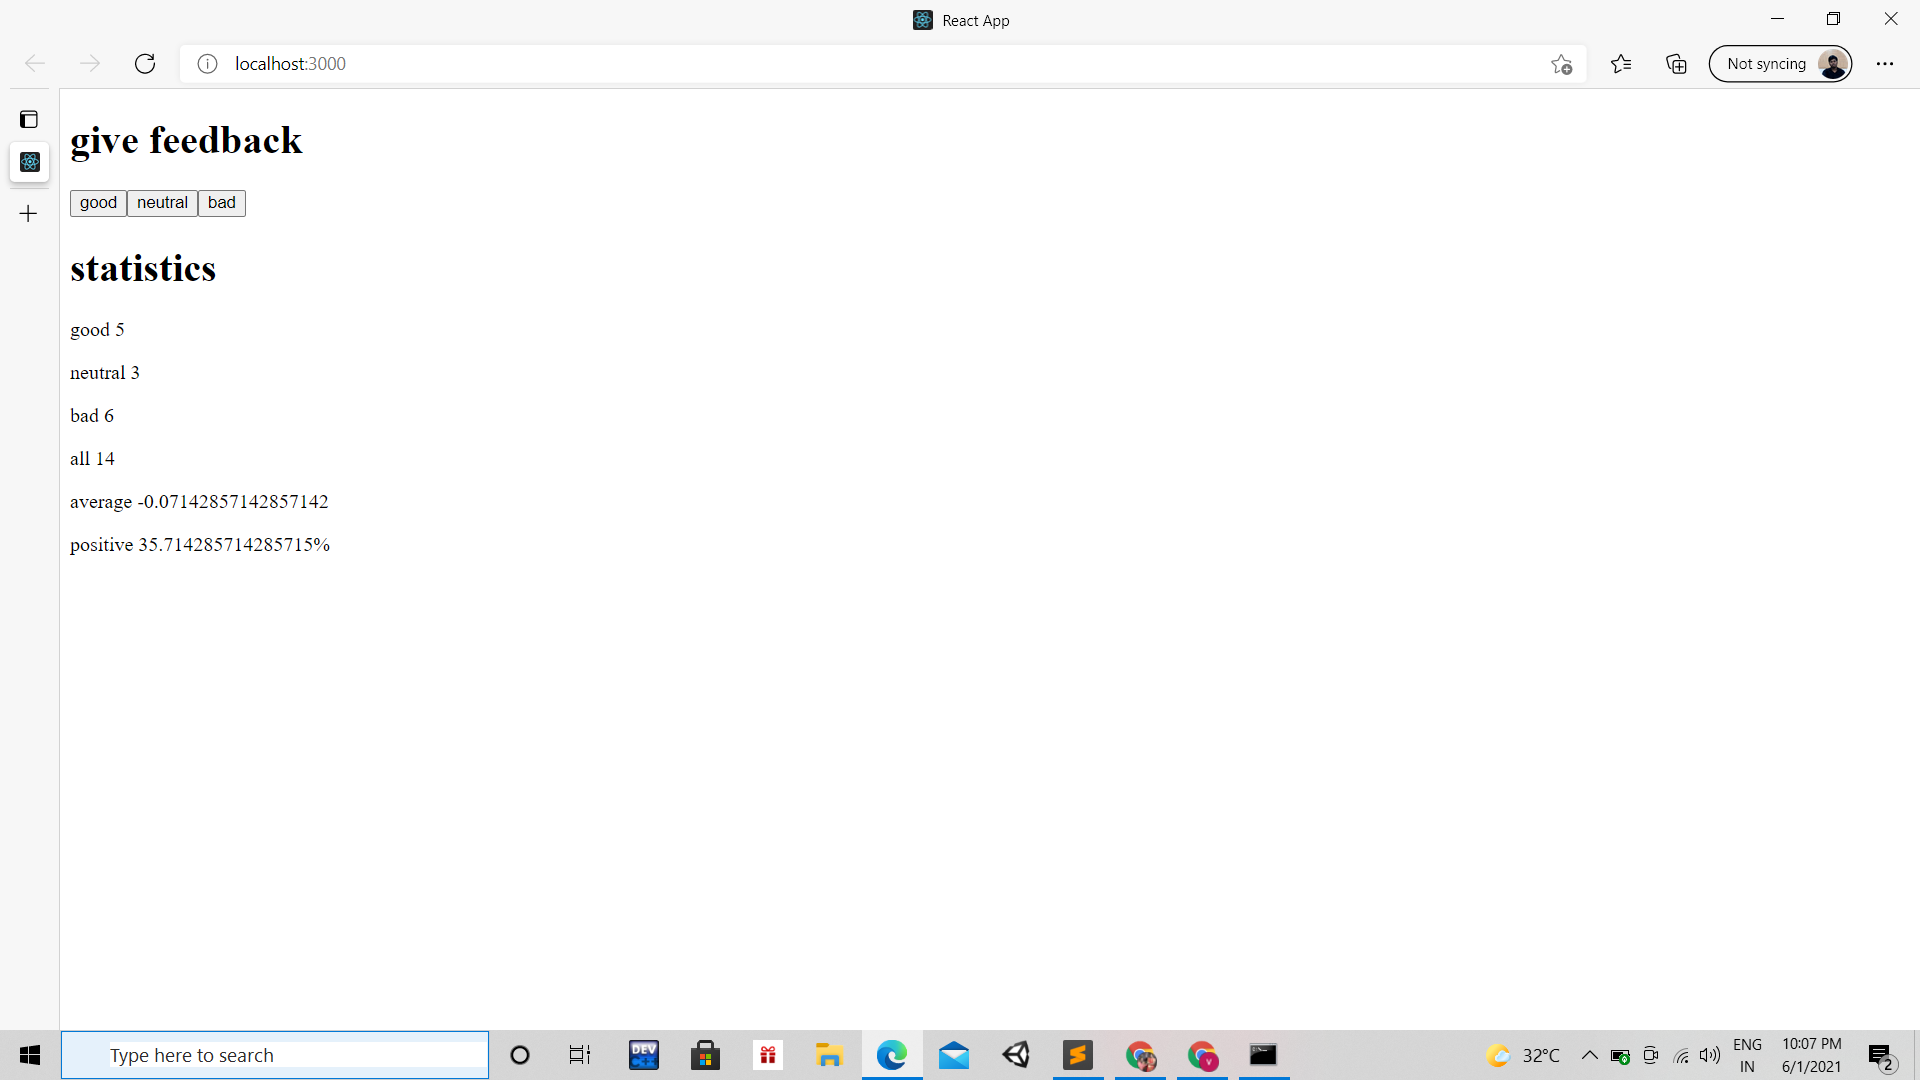 React App
localhost:3000
Not syncing
give feedback
good neutral bad
statistics
good 5
neutral 3
bad 6
all 14
average -0.07142857142857142
positive 35.714285714285715%
Type here to search
DEV
C++
V
32°C
ENG
IN
10:07 PM
6/1/2021
2